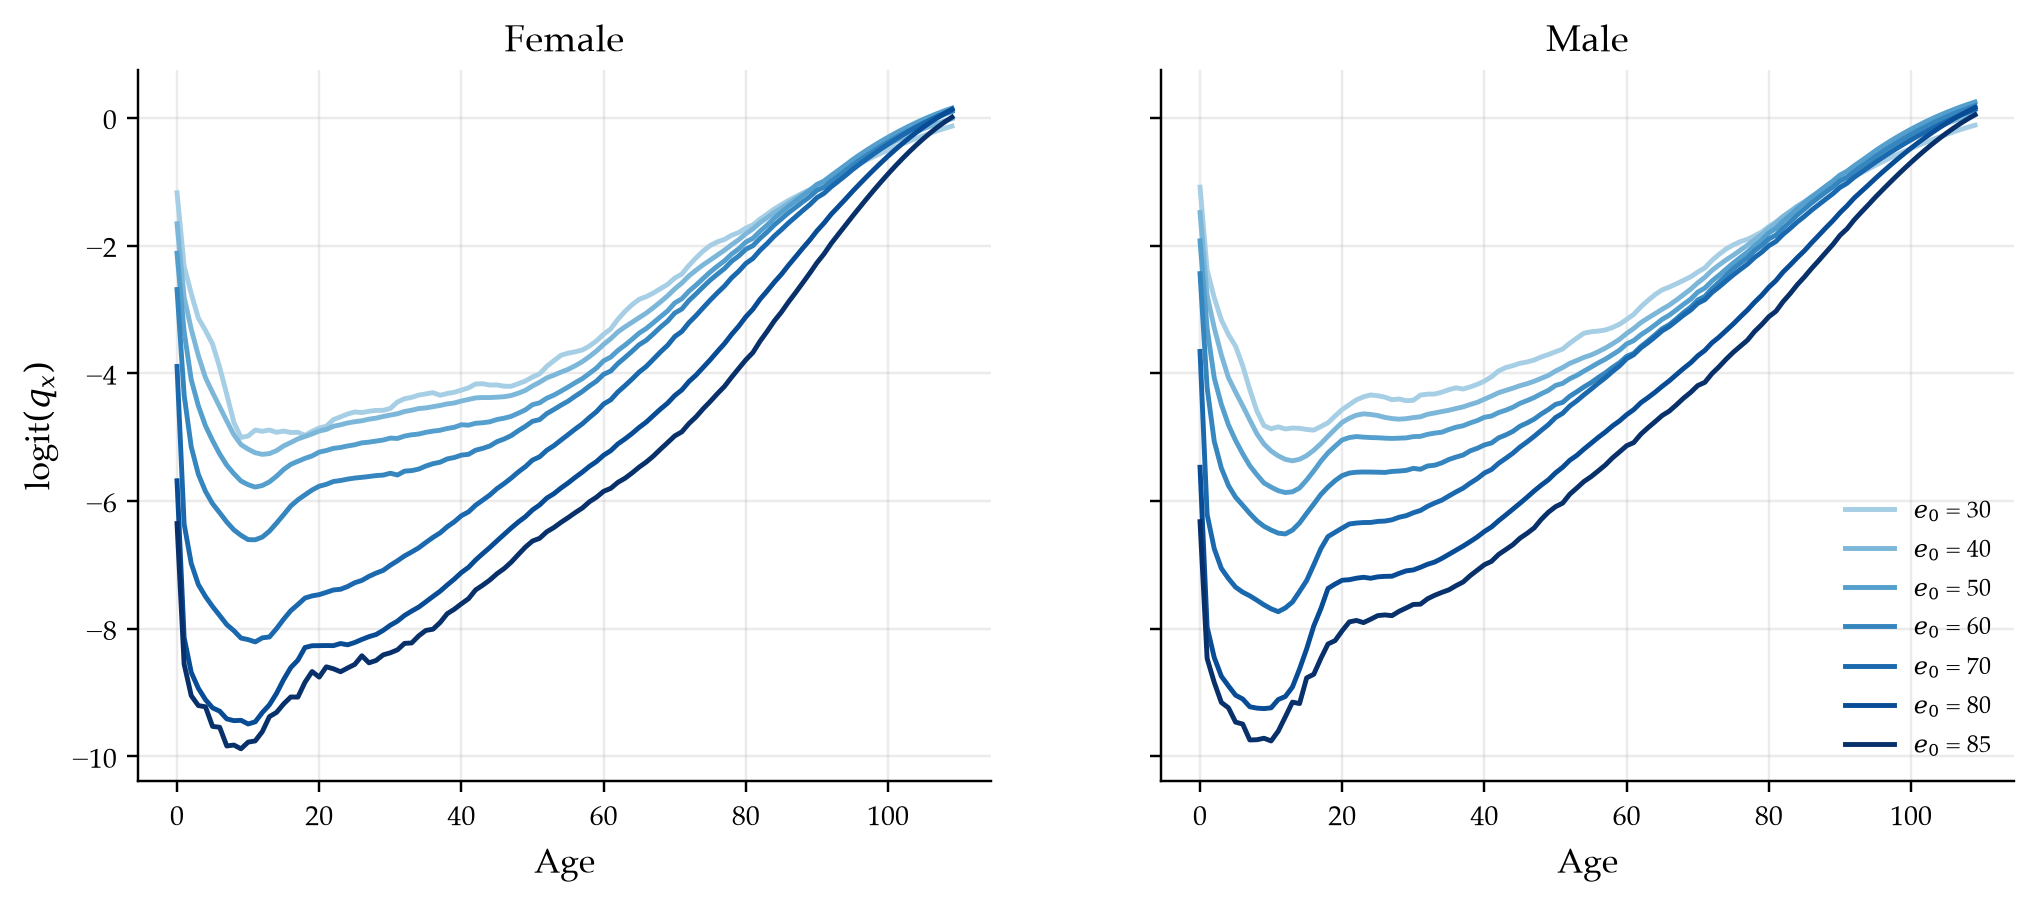 Female
Male
logit(qₓ)
0
−2
−4
−6
−8
−10
0 20 40 60 80 100
0 20 40 60 80 100
Age
Age
e₀ = 30
e₀ = 40
e₀ = 50
e₀ = 60
e₀ = 70
e₀ = 80
e₀ = 85